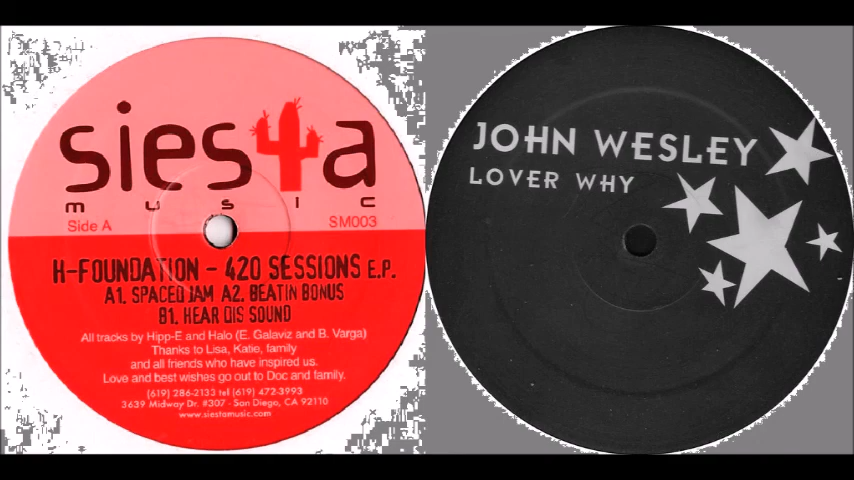 siesta
music
Side A
SM003
H-FOUNDATION - 420 SESSIONS E.P.
A1. SPACED JAM A2. BEATIN BONUS
B1. HEAR DIS SOUND
All tracks by Hipp-E and Halo (E. Galaviz and B. Varga)
Thanks to Lisa, Katie, family
and all friends who have inspired us.
Love and best wishes go out to Doc and family.
(619) 286-2133 tel (619) 472-3993
3639 Midway Dr. #307 - San Diego, CA 92110
www.siestamusic.com
JOHN WESLEY
LOVER WHY